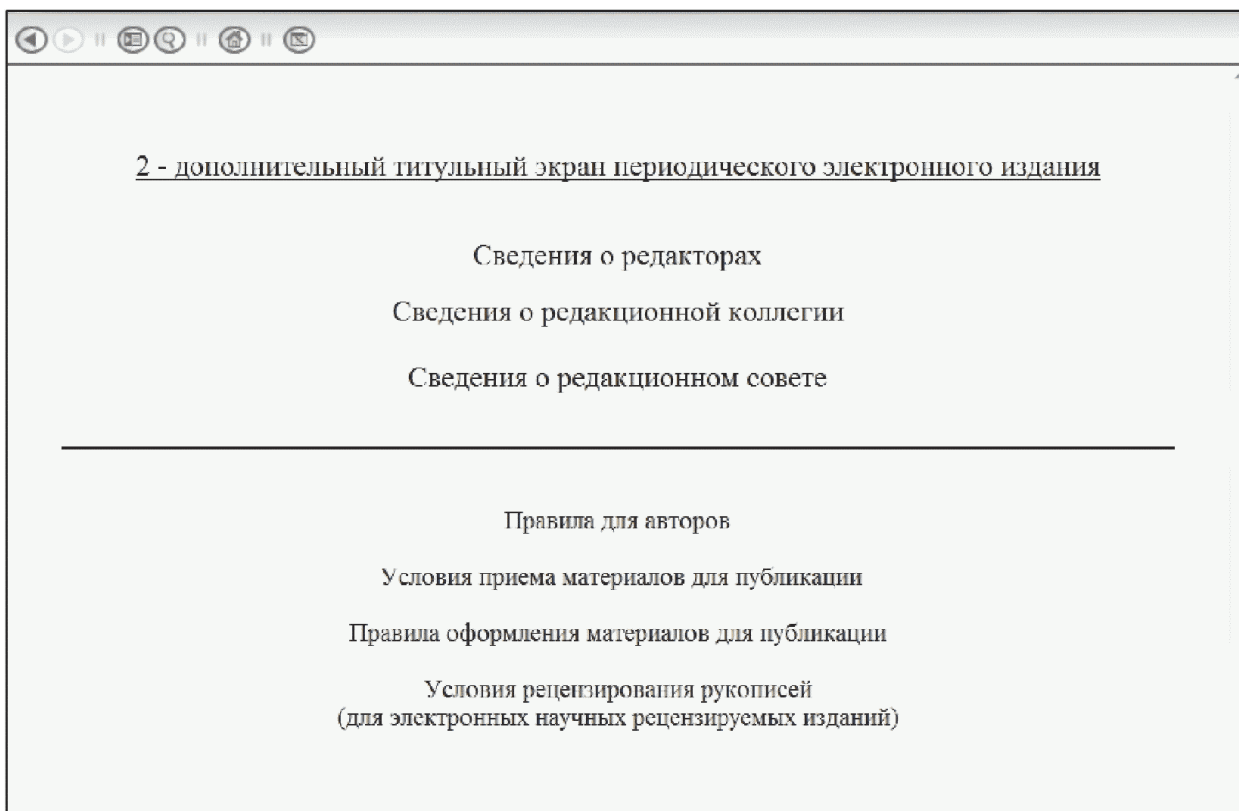 2 - дополнительный титульный экран периодического электронного издания
Сведения о редакторах
Сведения о редакционной коллегии
Сведения о редакционном совете
Правила для авторов
Условия приема материалов для публикации
Правила оформления материалов для публикации
Условия рецензирования рукописей
(для электронных научных рецензируемых изданий)